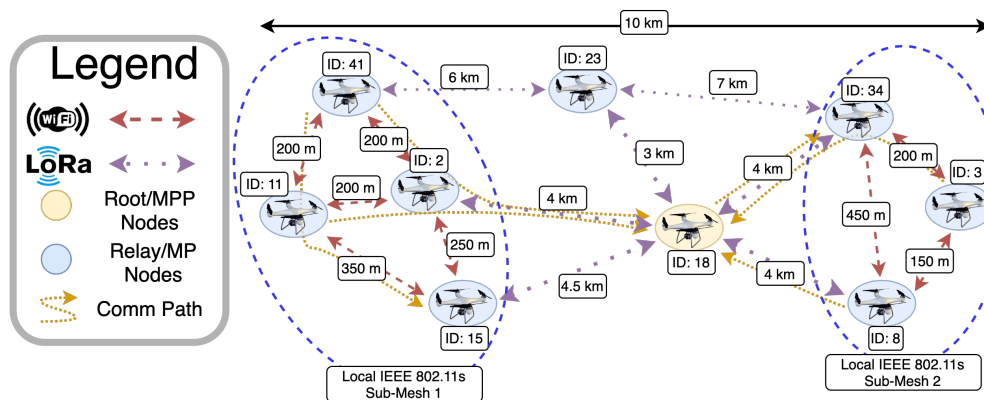 Legend
WiFi
LoRa
Root/MPP
Nodes
Relay/MP
Nodes
Comm Path
10 km
ID: 41
6 km
ID: 23
7 km
ID: 34
200 m
200 m
ID: 2
3 km
4 km
200 m
ID: 3
ID: 11
200 m
4 km
450 m
350 m
250 m
ID: 18
4 km
150 m
4.5 km
ID: 15
ID: 8
Local IEEE 802.11s
Sub-Mesh 1
Local IEEE 802.11s
Sub-Mesh 2